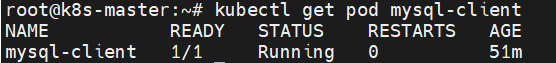 root@k8s-master:~# kubectl get pod mysql-client
NAME           READY   STATUS    RESTARTS   AGE
mysql-client   1/1     Running   0          51m